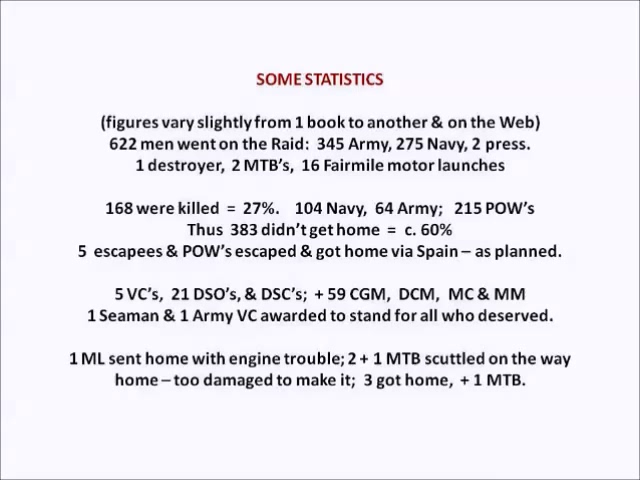 SOME STATISTICS
(figures vary slightly from 1 book to another & on the Web)
622 men went on the Raid: 345 Army, 275 Navy, 2 press.
1 destroyer, 2 MTB's, 16 Fairmile motor launches
168 were killed = 27%. 104 Navy, 64 Army; 215 POW's
Thus 383 didn't get home = c. 60%
5 escapees & POW's escaped & got home via Spain – as planned.
5 VC's, 21 DSO's, & DSC's; + 59 CGM, DCM, MC & MM
1 Seaman & 1 Army VC awarded to stand for all who deserved.
1 ML sent home with engine trouble; 2 + 1 MTB scuttled on the way
home – too damaged to make it; 3 got home, + 1 MTB.